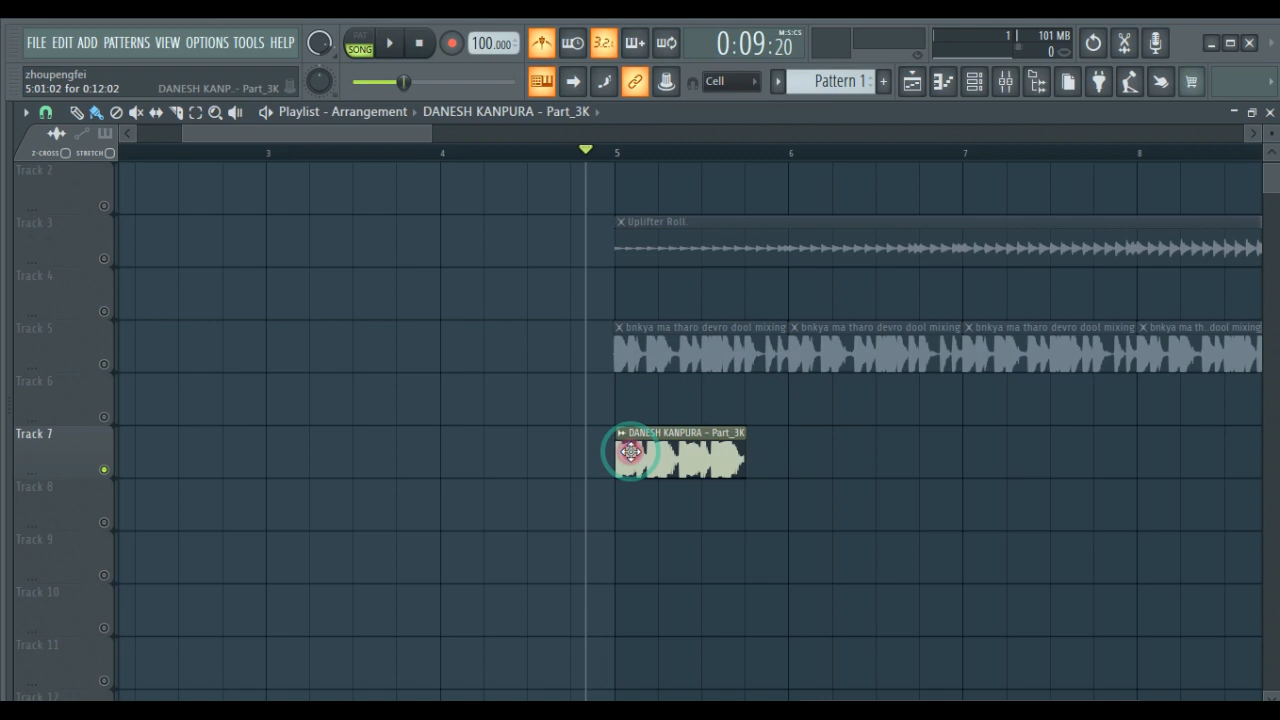 FILE EDIT ADD PATTERNS VIEW OPTIONS TOOLS HELP
PAT
SONG
100.000
3.2.
0:09:20
M:S:CS
1
101 MB
0
zhoupengfei
5:01:02 for 0:12:02
DANESH KANP..- Part_3K
Cell
Pattern 1
Playlist - Arrangement
DANESH KANPURA - Part_3K
Z-CROSS
STRETCH
3
4
5
6
7
8
Track 2
Track 3
Uplifter Roll.
Track 4
Track 5
bnkya ma tharo devro dool mixing
bnkya ma tharo devro dool mixing
bnkya ma tharo devro dool mixing
bnkya ma th..dool mixing
Track 6
Track 7
DANESH KANPURA - Part_3K
Track 8
Track 9
Track 10
Track 11
Track 12